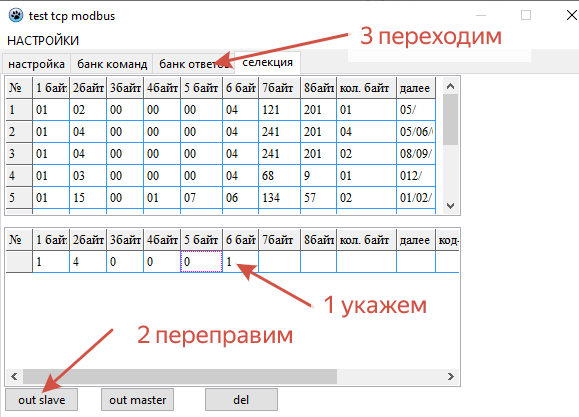 test tcp modbus
НАСТРОЙКИ
3 переходим
настройка банк команд банк ответов селекция
№ 1 байт 2байт 3байт 4байт 5 байт 6 байт 7байт 8байт кол. байт далее
1 01 02 00 00 00 04 121 201 01 05/
2 01 04 00 00 00 04 241 201 04 05/06/
3 01 04 00 00 00 04 241 201 02 08/09/
4 01 03 00 00 00 04 68 9 01 012/
5 01 15 00 01 07 06 134 57 02 01/02/
№ 1 байт 2байт 3байт 4байт 5 байт 6 байт 7байт 8байт кол. байт далее код-
1 4 0 0 0 1
1 укажем
2 переправим
out slave out master del